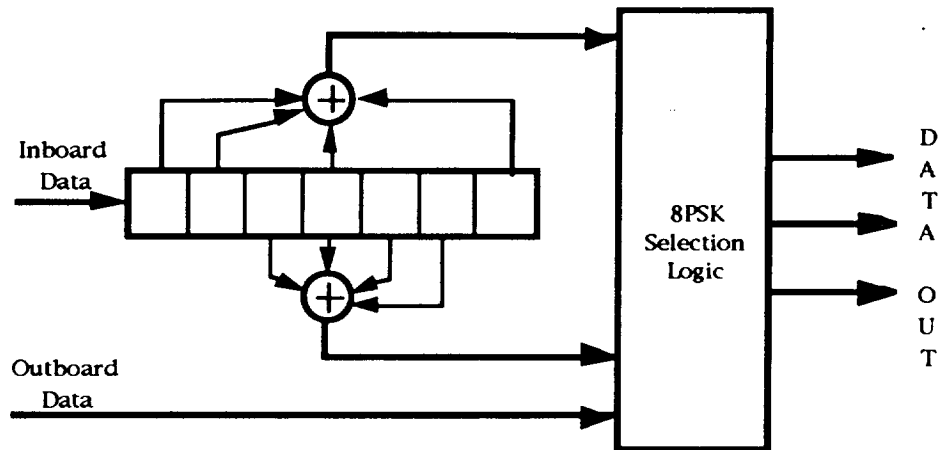 Inboard
Data
8PSK
Selection
Logic
Outboard
Data
D
A
T
A
O
U
T